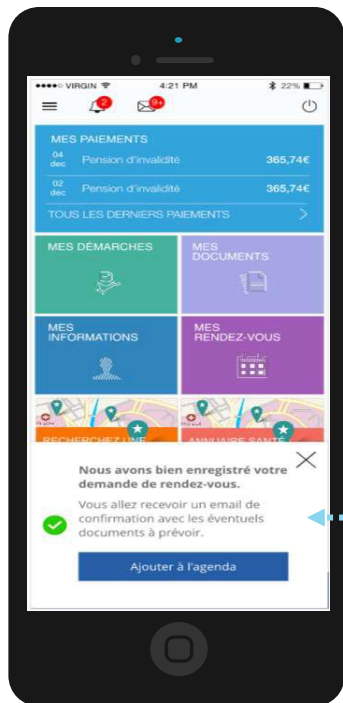 VIRGIN 4:21 PM 22%
2 9+
MES PAIEMENTS
04 dec Pension d'invalidité 365,74€
02 dec Pension d'invalidité 365,74€
TOUS LES DERNIERS PAIEMENTS
MES DÉMARCHES
MES
DOCUMENTS
MES
INFORMATIONS
MES
RENDEZ-VOUS
RECHERCHEZ UNE
ANNUAIRE SANTÉ
Nous avons bien enregistré votre
demande de rendez-vous.
Vous allez recevoir un email de
confirmation avec les éventuels
documents à prévoir.
Ajouter à l'agenda